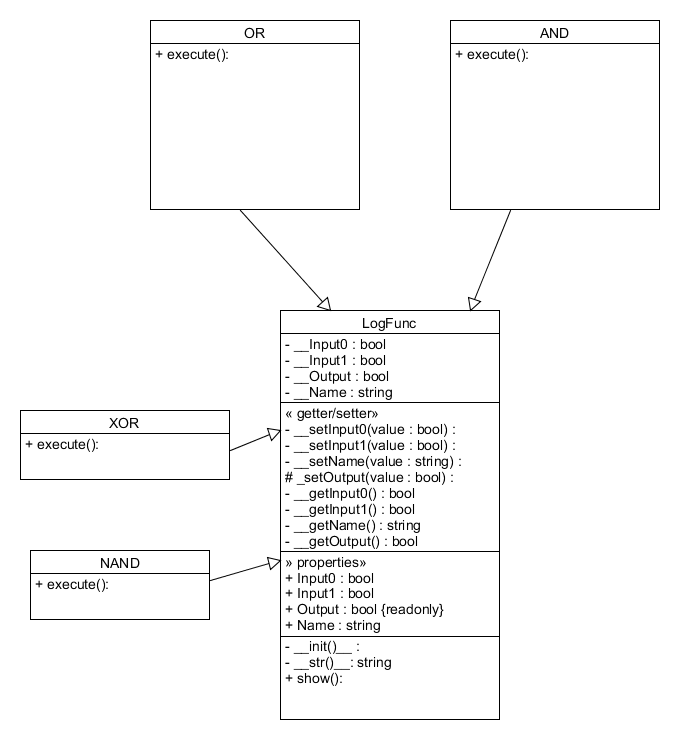 OR
+ execute():
AND
+ execute():
LogFunc
- __Input0 : bool
- __Input1 : bool
- __Output : bool
- __Name : string
« getter/setter»
- __setInput0(value : bool) :
- __setInput1(value : bool) :
- __setName(value : string) :
# _setOutput(value : bool) :
- __getInput0() : bool
- __getInput1() : bool
- __getName() : string
- __getOutput() : bool
» properties»
+ Input0 : bool
+ Input1 : bool
+ Output : bool {readonly}
+ Name : string
- __init()__ :
- __str()__: string
+ show():
XOR
+ execute():
NAND
+ execute():